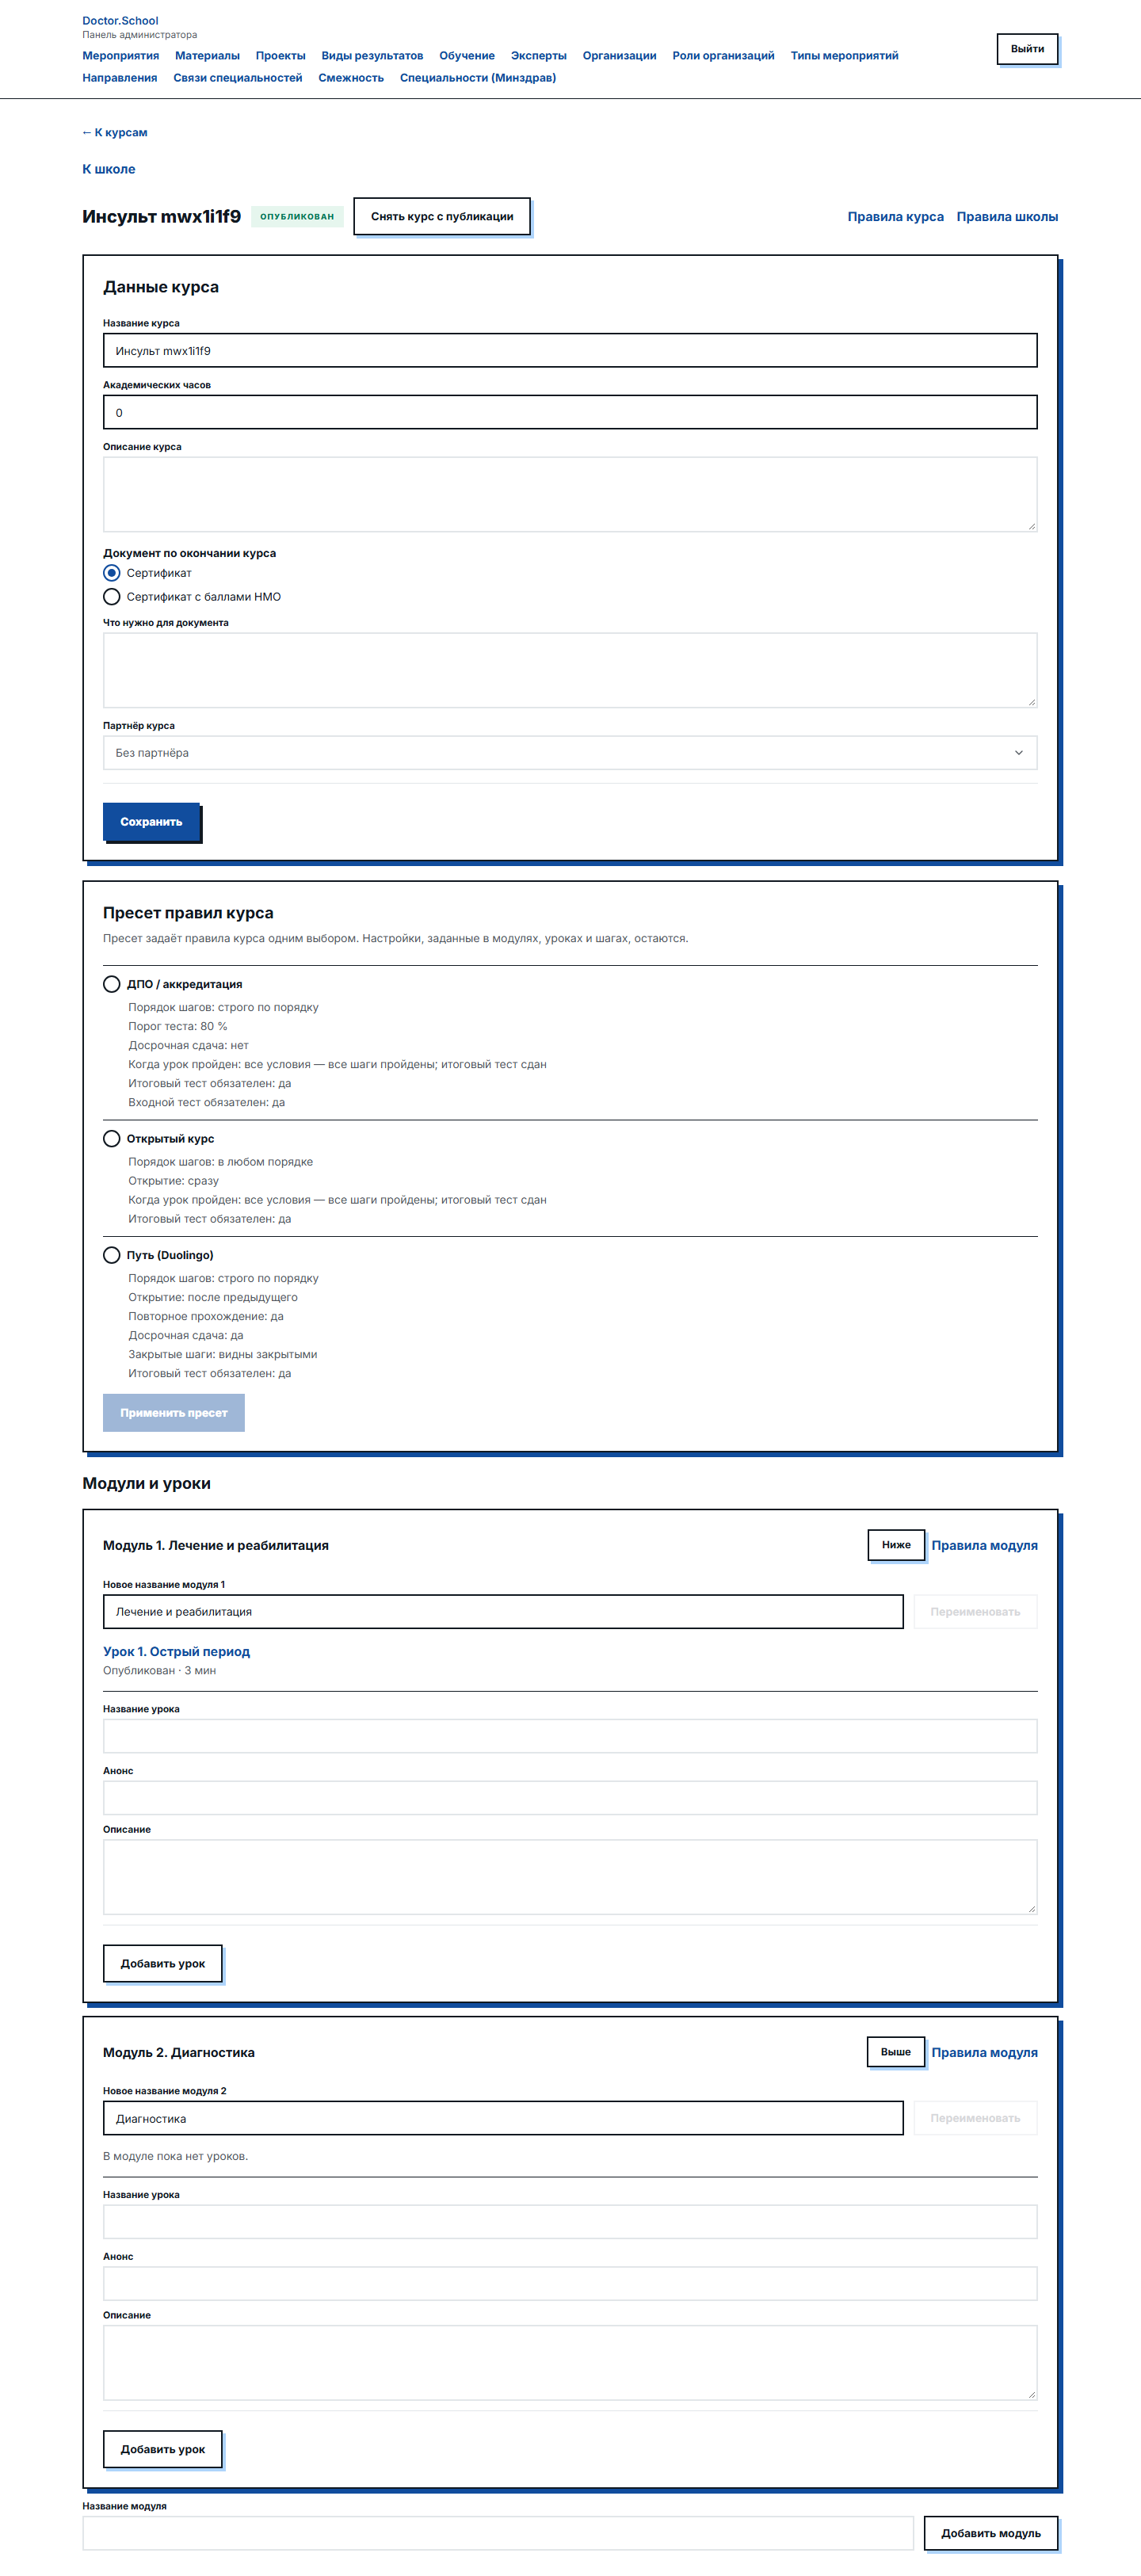 Doctor.School
Панель администратора
Мероприятия Материалы Проекты Виды результатов Обучение Эксперты Организации Роли организаций Типы мероприятий
Направления Связи специальностей Смежность Специальности (Минздрав)
Выйти
← К курсам
К школе
Инсульт mwx1i1f9 ОПУБЛИКОВАН Снять курс с публикации Правила курса Правила школы
Данные курса
Название курса
Инсульт mwx1i1f9
Академических часов
0
Описание курса
Документ по окончании курса
Сертификат
Сертификат с баллами НМО
Что нужно для документа
Партнёр курса
Без партнёра
Сохранить
Пресет правил курса
Пресет задаёт правила курса одним выбором. Настройки, заданные в модулях, уроках и шагах, остаются.
ДПО / аккредитация
Порядок шагов: строго по порядку
Порог теста: 80 %
Досрочная сдача: нет
Когда урок пройден: все условия — все шаги пройдены; итоговый тест сдан
Итоговый тест обязателен: да
Входной тест обязателен: да
Открытый курс
Порядок шагов: в любом порядке
Открытие: сразу
Когда урок пройден: все условия — все шаги пройдены; итоговый тест сдан
Итоговый тест обязателен: да
Путь (Duolingo)
Порядок шагов: строго по порядку
Открытие: после предыдущего
Повторное прохождение: да
Досрочная сдача: да
Закрытые шаги: видны закрытыми
Итоговый тест обязателен: да
Применить пресет
Модули и уроки
Модуль 1. Лечение и реабилитация Ниже Правила модуля
Новое название модуля 1
Лечение и реабилитация Переименовать
Урок 1. Острый период
Опубликован · 3 мин
Название урока
Анонс
Описание
Добавить урок
Модуль 2. Диагностика Выше Правила модуля
Новое название модуля 2
Диагностика Переименовать
В модуле пока нет уроков.
Название урока
Анонс
Описание
Добавить урок
Название модуля
Добавить модуль